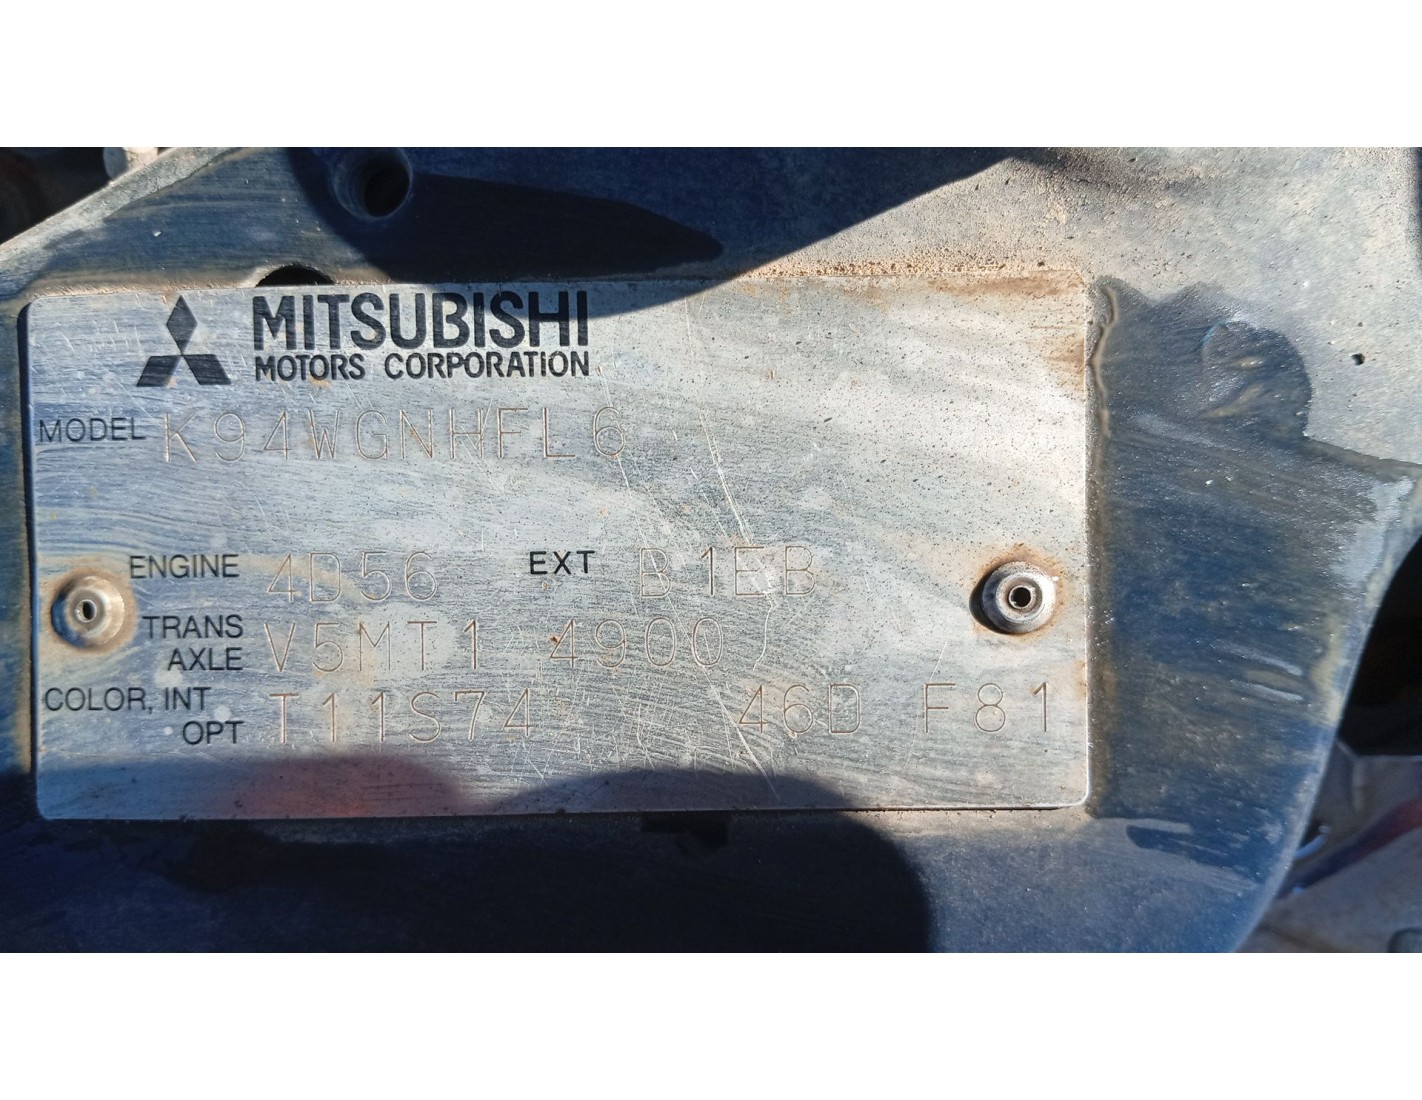 MITSUBISHI
MOTORS CORPORATION
MODEL K94WGNHFL6
ENGINE 4D56 EXT B1EB
TRANS
AXLE V5MT1 4900
COLOR, INT
OPT T11S74 46D F81